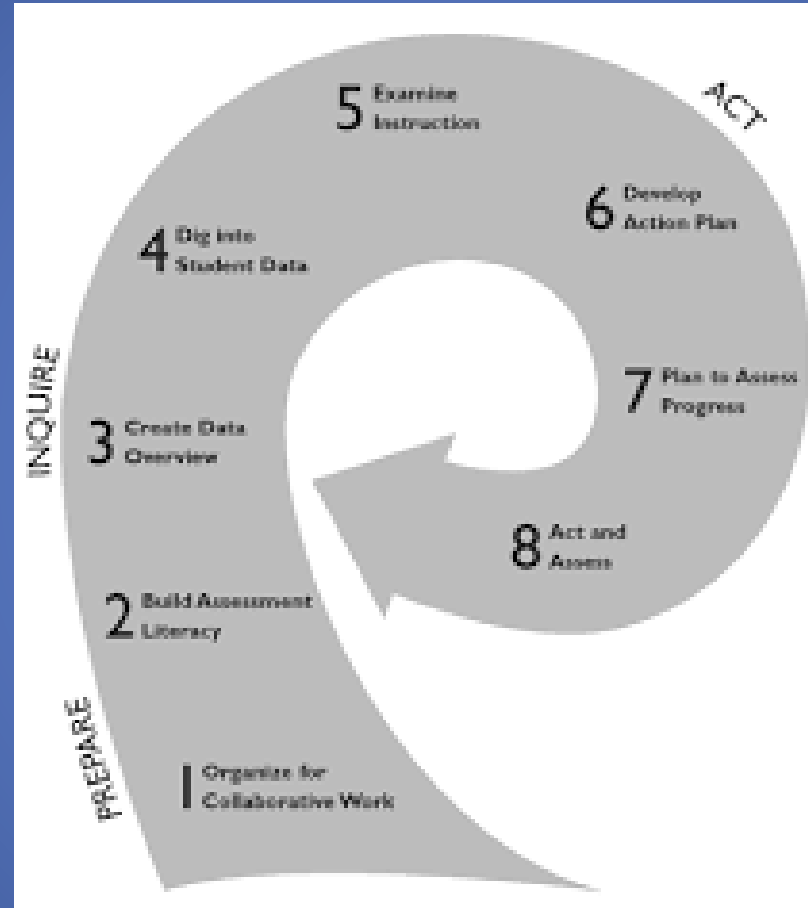 PREPARE
1 Organize for
Collaborative Work
2 Build Assessment
Literacy
INQUIRE
3 Create Data
Overview
4 Dig into
Student Data
5 Examine
Instruction
ACT
6 Develop
Action Plan
7 Plan to Assess
Progress
8 Act and
Assess